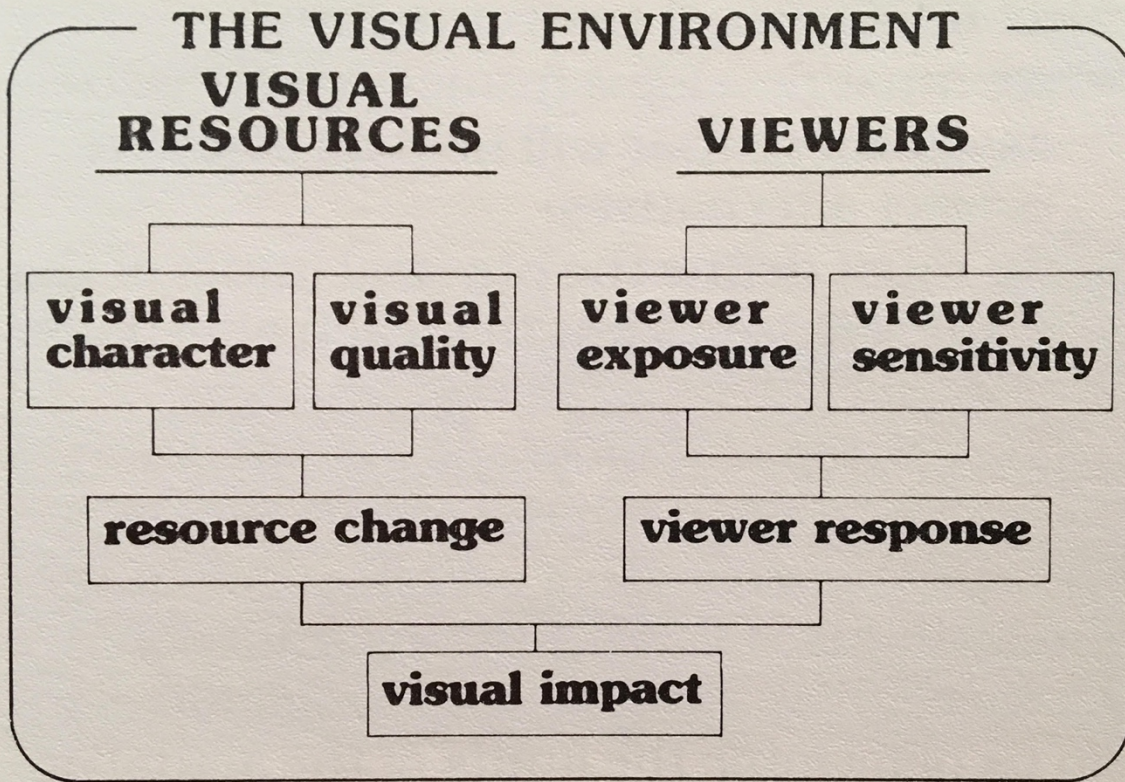 THE VISUAL ENVIRONMENT
VISUAL
RESOURCES
VIEWERS
visual
character
visual
quality
viewer
exposure
viewer
sensitivity
resource change
viewer response
visual impact